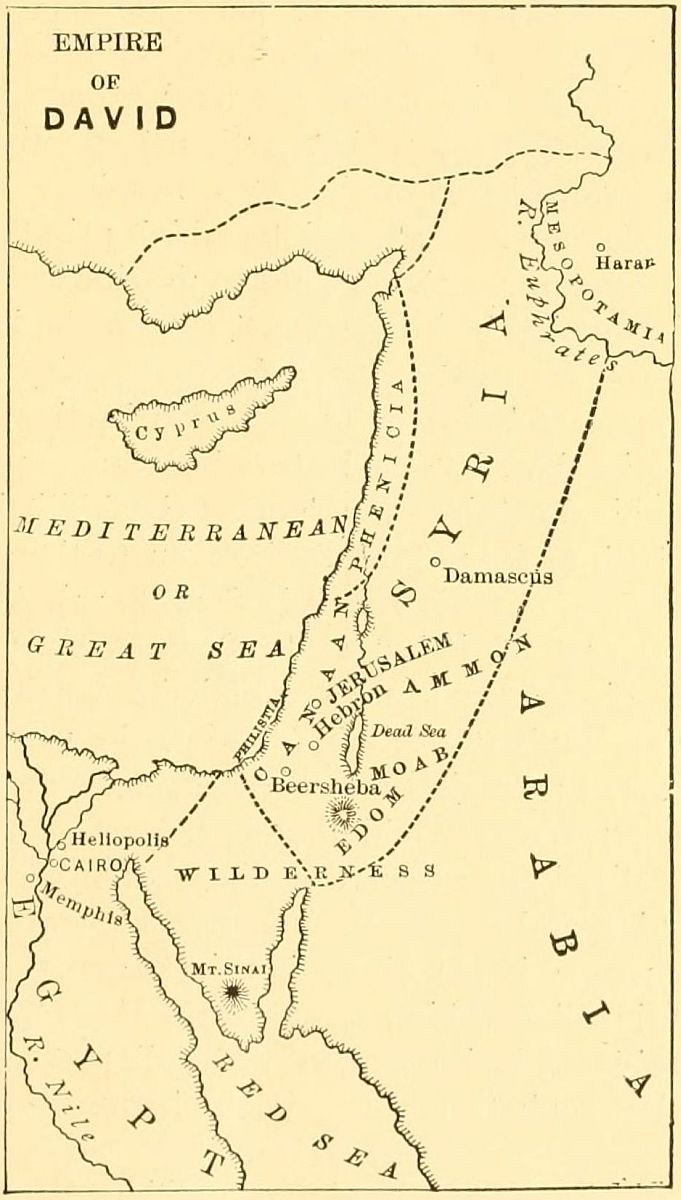 EMPIRE
OF
DAVID
R. Euphrates
MESOPOTAMIA
Haran
SYRIA.
Cyprus
PHENICIA
MEDITERRANEAN
OR
GREAT SEA
Damascus
CANAAN
JERUSALEM
Hebron
AMMON
PHILISTIA
Dead Sea
MOAB
Beersheba
EDOM
ARABIA
Heliopolis
CAIRO
Memphis
WILDERNESS
EGYPT
MT. SINAI
R. Nile
RED SEA